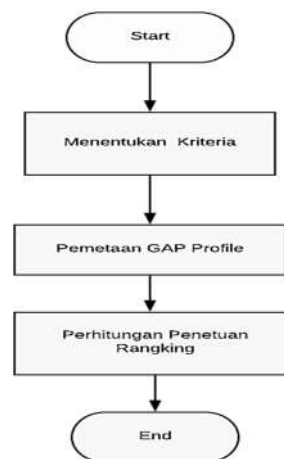 Start
Menentukan Kriteria
Pemetaan GAP Profile
Perhitungan Penetuan
Rangking
End